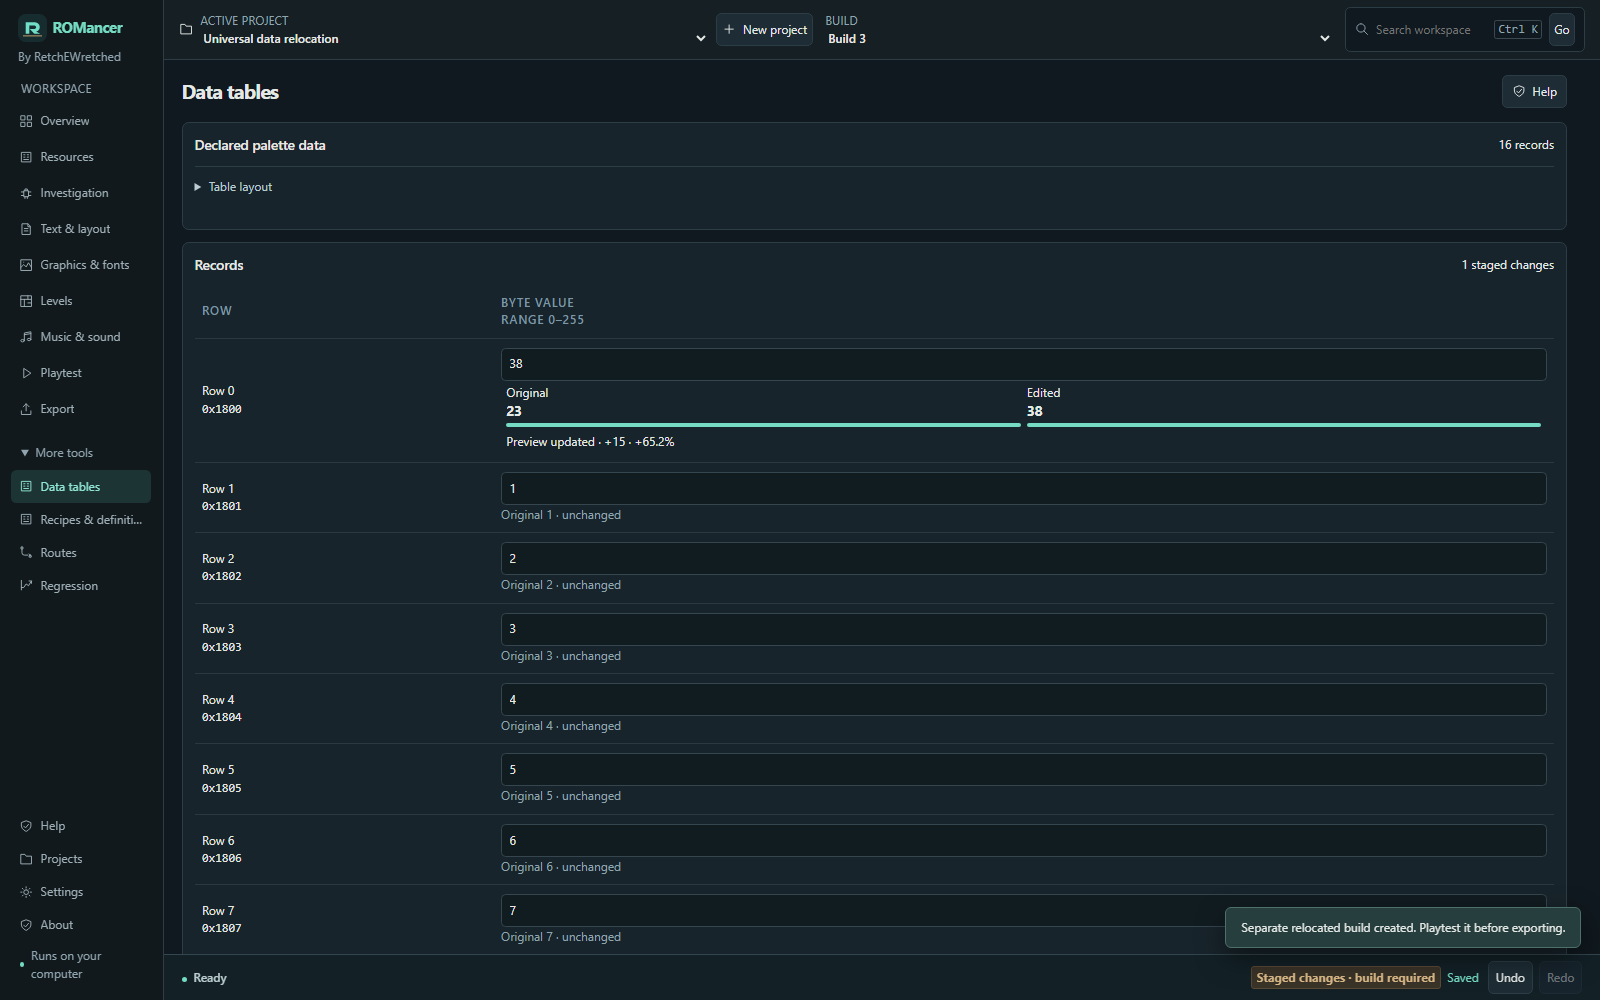 ROMancer
By RetchEWretched
WORKSPACE
Overview
Resources
Investigation
Text & layout
Graphics & fonts
Levels
Music & sound
Playtest
Export
More tools
Data tables
Recipes & definiti...
Routes
Regression
Help
Projects
Settings
About
Runs on your
computer
ACTIVE PROJECT
Universal data relocation
New project
BUILD
Build 3
Search workspace
Ctrl K
Go
Data tables
Help
Declared palette data
16 records
Table layout
Records
1 staged changes
ROW
BYTE VALUE
RANGE 0–255
Row 0
0x1800
38
Original
23
Edited
38
Preview updated · +15 · +65.2%
Row 1
0x1801
1
Original 1 · unchanged
Row 2
0x1802
2
Original 2 · unchanged
Row 3
0x1803
3
Original 3 · unchanged
Row 4
0x1804
4
Original 4 · unchanged
Row 5
0x1805
5
Original 5 · unchanged
Row 6
0x1806
6
Original 6 · unchanged
Row 7
0x1807
7
Original 7 · unchanged
Separate relocated build created. Playtest it before exporting.
Ready
Staged changes · build required
Saved
Undo
Redo